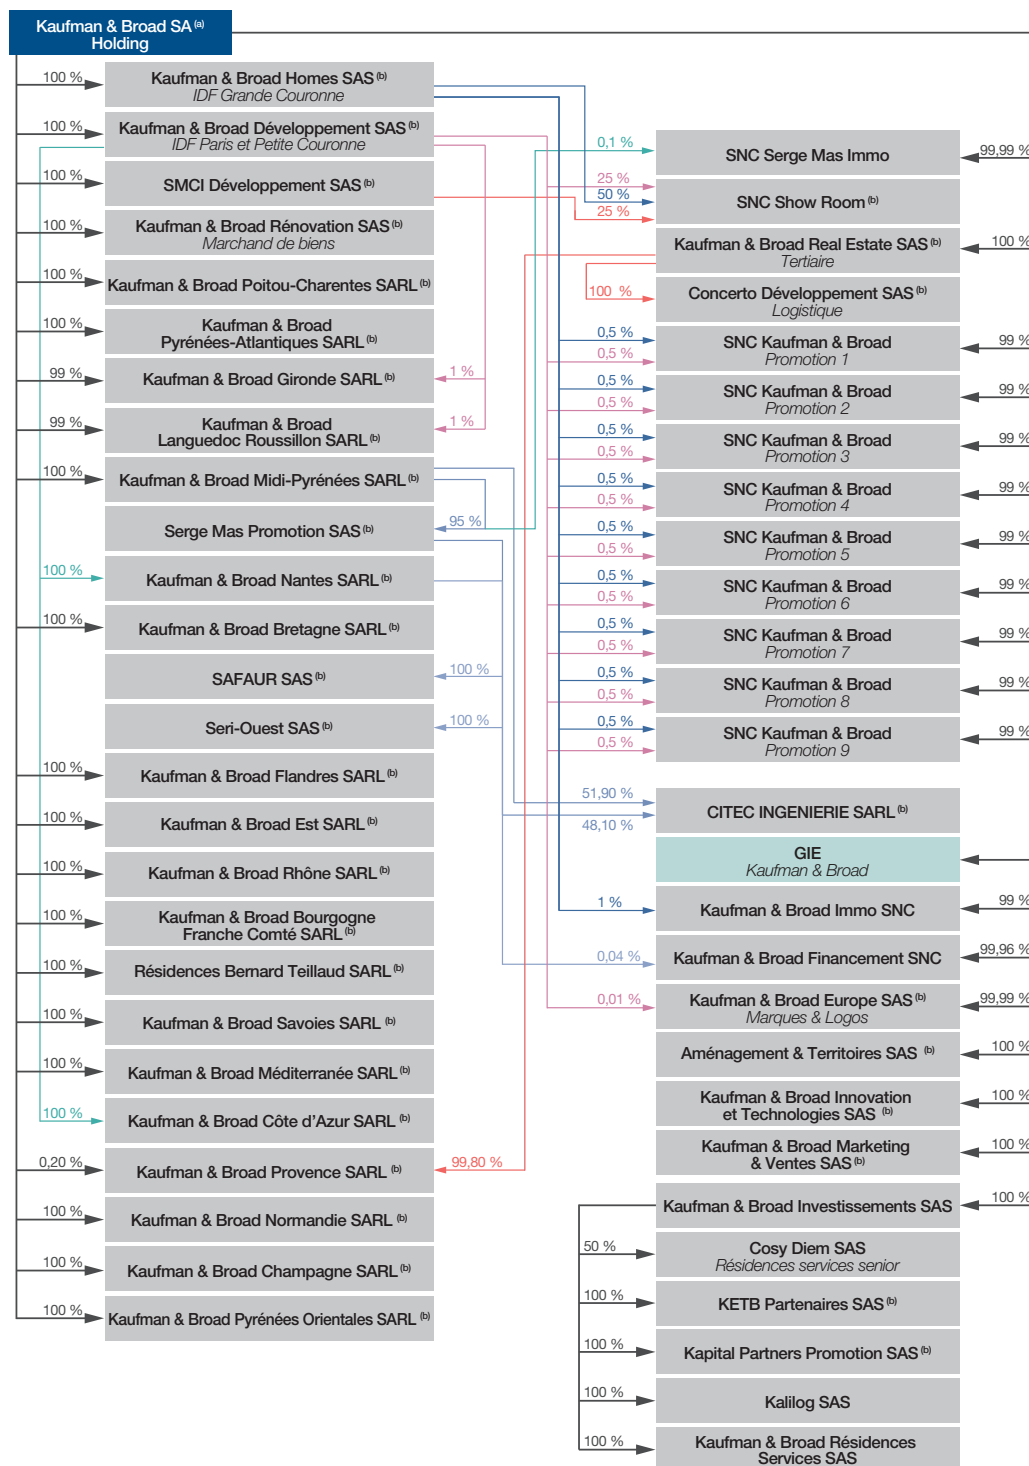 Kaufman & Broad SA (a)
Holding
100 %
Kaufman & Broad Homes SAS (b)
IDF Grande Couronne
100 %
Kaufman & Broad Développement SAS (b)
IDF Paris et Petite Couronne
100 %
SMCI Développement SAS (b)
100 %
Kaufman & Broad Rénovation SAS (b)
Marchand de biens
100 %
Kaufman & Broad Poitou-Charentes SARL (b)
100 %
Kaufman & Broad
Pyrénées-Atlantiques SARL (b)
99 %
Kaufman & Broad Gironde SARL (b)
1 %
99 %
Kaufman & Broad
Languedoc Roussillon SARL (b)
1 %
100 %
Kaufman & Broad Midi-Pyrénées SARL (b)
Serge Mas Promotion SAS (b)
95 %
100 %
Kaufman & Broad Nantes SARL (b)
100 %
Kaufman & Broad Bretagne SARL (b)
SAFAUR SAS (b)
100 %
Seri-Ouest SAS (b)
100 %
100 %
Kaufman & Broad Flandres SARL (b)
100 %
Kaufman & Broad Est SARL (b)
100 %
Kaufman & Broad Rhône SARL (b)
100 %
Kaufman & Broad Bourgogne
Franche Comté SARL (b)
100 %
Résidences Bernard Teillaud SARL (b)
100 %
Kaufman & Broad Savoies SARL (b)
100 %
Kaufman & Broad Méditerranée SARL (b)
100 %
Kaufman & Broad Côte d'Azur SARL (b)
0,20 %
Kaufman & Broad Provence SARL (b)
99,80 %
100 %
Kaufman & Broad Normandie SARL (b)
100 %
Kaufman & Broad Champagne SARL (b)
100 %
Kaufman & Broad Pyrénées Orientales SARL (b)
0,1 %
SNC Serge Mas Immo
99,99 %
25 %
50 %
25 %
SNC Show Room (b)
Kaufman & Broad Real Estate SAS (b)
Tertiaire
100 %
100 %
Concerto Développement SAS (b)
Logistique
0,5 %
0,5 %
SNC Kaufman & Broad
Promotion 1
99 %
0,5 %
0,5 %
SNC Kaufman & Broad
Promotion 2
99 %
0,5 %
0,5 %
SNC Kaufman & Broad
Promotion 3
99 %
0,5 %
0,5 %
SNC Kaufman & Broad
Promotion 4
99 %
0,5 %
0,5 %
SNC Kaufman & Broad
Promotion 5
99 %
0,5 %
0,5 %
SNC Kaufman & Broad
Promotion 6
99 %
0,5 %
0,5 %
SNC Kaufman & Broad
Promotion 7
99 %
0,5 %
0,5 %
SNC Kaufman & Broad
Promotion 8
99 %
0,5 %
0,5 %
SNC Kaufman & Broad
Promotion 9
99 %
51,90 %
48,10 %
CITEC INGENIERIE SARL (b)
GIE
Kaufman & Broad
1 %
Kaufman & Broad Immo SNC
99 %
0,04 %
Kaufman & Broad Financement SNC
99,96 %
0,01 %
Kaufman & Broad Europe SAS (b)
Marques & Logos
99,99 %
Aménagement & Territoires SAS (b)
100 %
Kaufman & Broad Innovation
et Technologies SAS (b)
100 %
Kaufman & Broad Marketing
& Ventes SAS (b)
100 %
Kaufman & Broad Investissements SAS
100 %
50 %
Cosy Diem SAS
Résidences services senior
100 %
KETB Partenaires SAS (b)
100 %
Kapital Partners Promotion SAS (b)
100 %
Kalilog SAS
100 %
Kaufman & Broad Résidences
Services SAS